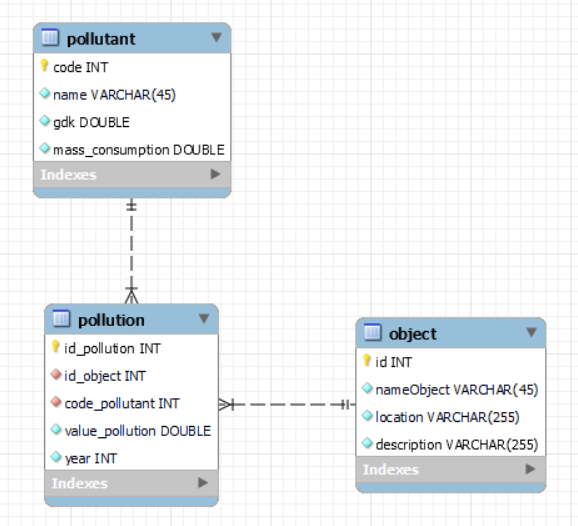 pollutant
code INT
name VARCHAR(45)
gdk DOUBLE
mass_consumption DOUBLE
Indexes
pollution
id_pollution INT
id_object INT
code_pollutant INT
value_pollution DOUBLE
year INT
Indexes
object
id INT
nameObject VARCHAR(45)
location VARCHAR(255)
description VARCHAR(255)
Indexes